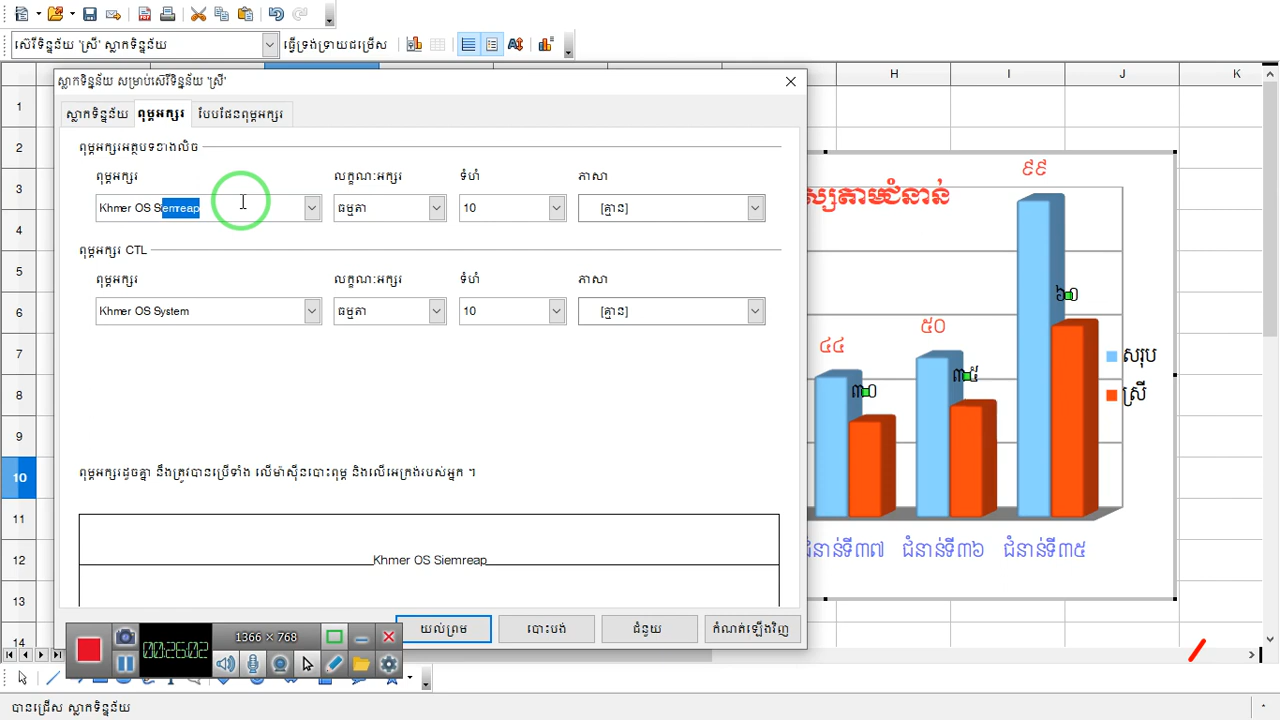 ស៊េរីទិន្នន័យ 'ស្រី' ស្លាកទិន្នន័យ
ធ្វើទ្រង់ទ្រាយជម្រើស
H I J K
ស្លាកទិន្នន័យ សម្រាប់ស៊េរីទិន្នន័យ 'ស្រី'
ស្លាកទិន្នន័យ ពុម្ពអក្សរ បែបផែនពុម្ពអក្សរ
ពុម្ពអក្សរអត្ថបទខាងលិច
ពុម្ពអក្សរ លក្ខណៈអក្សរ ទំហំ ភាសា
Khmer OS Siemreap ធម្មតា 10 [គ្មាន]
ពុម្ពអក្សរ CTL
ពុម្ពអក្សរ លក្ខណៈអក្សរ ទំហំ ភាសា
Khmer OS System ធម្មតា 10 [គ្មាន]
ពុម្ពអក្សរដូចគ្នា នឹងត្រូវបានប្រើទាំង លើម៉ាស៊ីនបោះពុម្ព និងលើអេក្រង់របស់អ្នក ។
Khmer OS Siemreap
យល់ព្រម បោះបង់ ជំនួយ កំណត់ឡើងវិញ
1366 × 768
00:26:02
1
2
3
4
5
6
7
8
9
10
11
12
13
14
៩៩
ស្សតាមជំនាន់
៦០
៥០
៤៤
៣៥
៣០
សរុប
ស្រី
ជំនាន់ទី៣៧ ជំនាន់ទី៣៦ ជំនាន់ទី៣៥
បានជ្រើស ស្លាកទិន្នន័យ